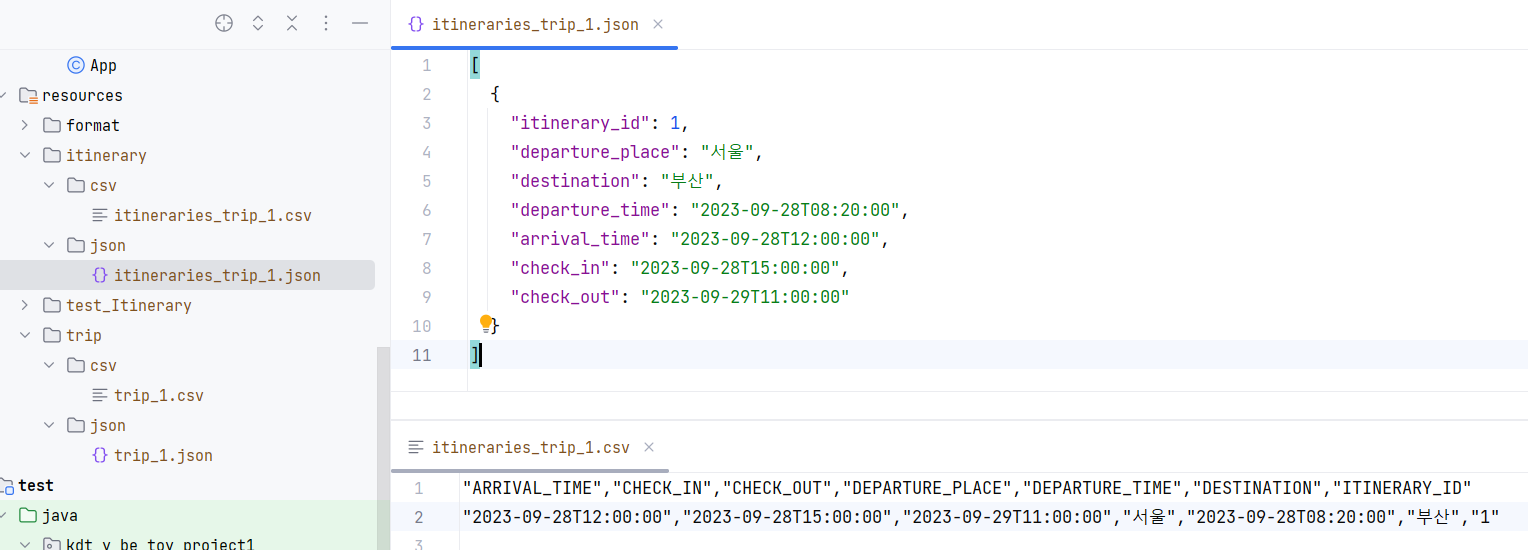 App
resources
format
itinerary
csv
itineraries_trip_1.csv
json
itineraries_trip_1.json
test_Itinerary
trip
csv
trip_1.csv
json
trip_1.json
test
java
kdt_y_be_toy_project1
{} itineraries_trip_1.json ×
1 [
2 {
3 "itinerary_id": 1,
4 "departure_place": "서울",
5 "destination": "부산",
6 "departure_time": "2023-09-28T08:20:00",
7 "arrival_time": "2023-09-28T12:00:00",
8 "check_in": "2023-09-28T15:00:00",
9 "check_out": "2023-09-29T11:00:00"
10 }
11 ]
itineraries_trip_1.csv ×
1 "ARRIVAL_TIME","CHECK_IN","CHECK_OUT","DEPARTURE_PLACE","DEPARTURE_TIME","DESTINATION","ITINERARY_ID"
2 "2023-09-28T12:00:00","2023-09-28T15:00:00","2023-09-29T11:00:00","서울","2023-09-28T08:20:00","부산","1"
3